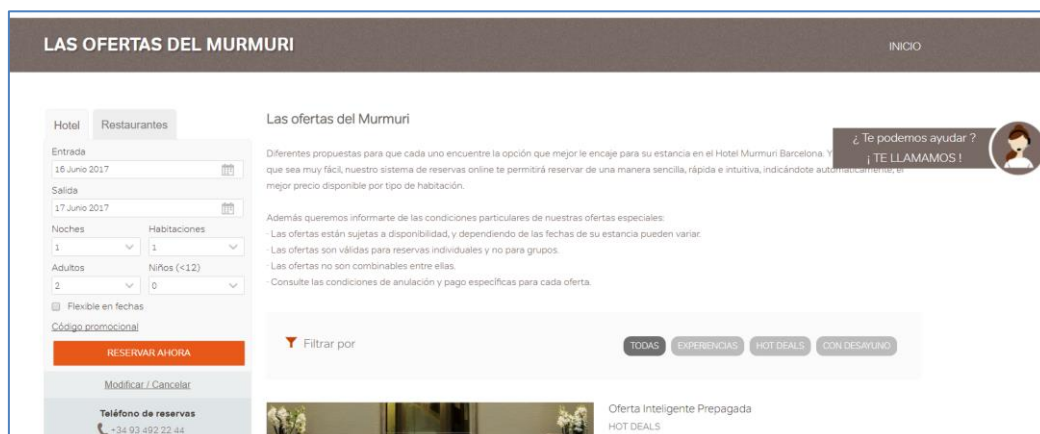 LAS OFERTAS DEL MURMURI
INICIO
Hotel
Restaurantes
Entrada
16 Junio 2017
Salida
17 Junio 2017
Noches
Habitaciones
1
1
Adultos
Niños (<12)
2
0
Flexible en fechas
Código promocional
RESERVAR AHORA
Modificar / Cancelar
Teléfono de reservas
+34 93 492 22 44
Las ofertas del Murmuri
Diferentes propuestas para que cada uno encuentre la opción que mejor le encaje para su estancia en el Hotel Murmuri Barcelona. Y
que sea muy fácil, nuestro sistema de reservas online te permitirá reservar de una manera sencilla, rápida e intuitiva, indicándote automáticamente, el
mejor precio disponible por tipo de habitación.
Además queremos informarte de las condiciones particulares de nuestras ofertas especiales:
· Las ofertas están sujetas a disponibilidad, y dependiendo de las fechas de su estancia pueden variar.
· Las ofertas son válidas para reservas individuales y no para grupos.
· Las ofertas no son combinables entre ellas.
· Consulte las condiciones de anulación y pago específicas para cada oferta.
¿ Te podemos ayudar ?
¡ TE LLAMAMOS !
Filtrar por
TODAS
EXPERIENCIAS
HOT DEALS
CON DESAYUNO
Oferta Inteligente Prepagada
HOT DEALS